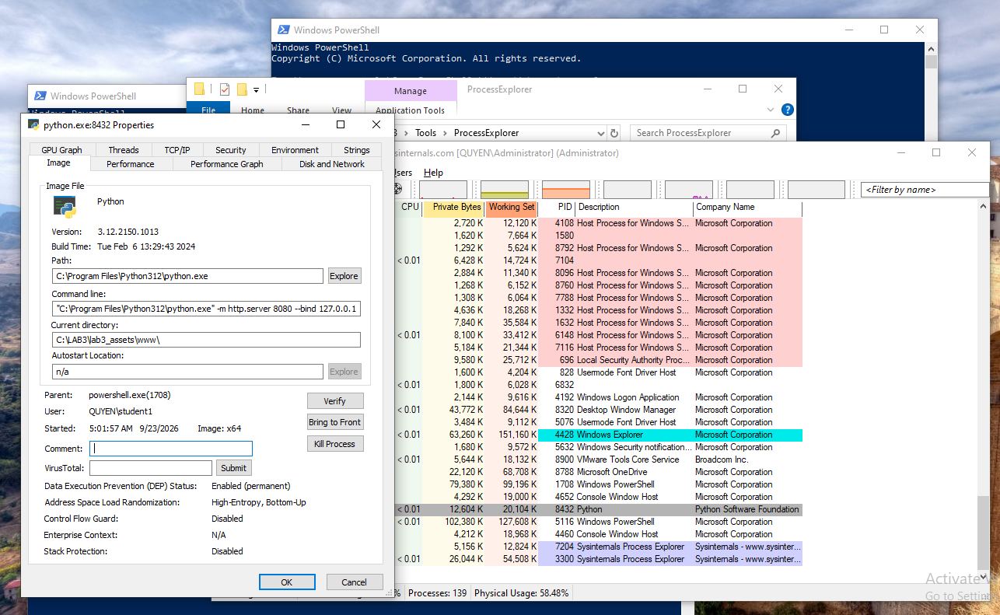 Windows PowerShell
Windows PowerShell
Copyright (C) Microsoft Corporation. All rights reserved.
Windows PowerShell
Manage
ProcessExplorer
File
Home
Share
View
Application Tools
Tools > ProcessExplorer
Search ProcessExplorer
python.exe:8432 Properties
GPU Graph Threads TCP/IP Security Environment Strings
Image Performance Performance Graph Disk and Network
Image File
Python
Version: 3.12.2150.1013
Build Time: Tue Feb 6 13:29:43 2024
Path:
C:\Program Files\Python312\python.exe
Explore
Command line:
"C:\Program Files\Python312\python.exe" -m http.server 8080 --bind 127.0.0.1
Current directory:
C:\LAB3\lab3_assets\www\
Autostart Location:
n/a
Explore
Parent: powershell.exe(1708)
Verify
User: QUYEN\student1
Bring to Front
Started: 5:01:57 AM 9/23/2026 Image: x64
Kill Process
Comment:
VirusTotal:
Submit
Data Execution Prevention (DEP) Status: Enabled (permanent)
Address Space Load Randomization: High-Entropy, Bottom-Up
Control Flow Guard: Disabled
Enterprise Context: N/A
Stack Protection: Disabled
OK
Cancel
sinternals.com [QUYEN\Administrator] (Administrator)
Users Help
<Filter by name>
CPU Private Bytes Working Set PID Description Company Name
2,720 K 12,120 K 4108 Host Process for Windows S... Microsoft Corporation
1,620 K 7,664 K 1580
1,292 K 5,624 K 8792 Host Process for Windows S... Microsoft Corporation
< 0.01 6,428 K 14,724 K 7104
2,884 K 11,340 K 8096 Host Process for Windows S... Microsoft Corporation
1,268 K 6,152 K 8760 Host Process for Windows S... Microsoft Corporation
1,308 K 6,064 K 7788 Host Process for Windows S... Microsoft Corporation
4,636 K 18,268 K 1332 Host Process for Windows S... Microsoft Corporation
7,840 K 35,584 K 1632 Host Process for Windows S... Microsoft Corporation
< 0.01 8,100 K 33,412 K 6148 Host Process for Windows S... Microsoft Corporation
5,184 K 21,344 K 7116 Host Process for Windows S... Microsoft Corporation
9,580 K 25,712 K 696 Local Security Authority Proc... Microsoft Corporation
1,600 K 4,204 K 828 Usermode Font Driver Host Microsoft Corporation
< 0.01 1,800 K 6,028 K 6832
2,144 K 9,616 K 4192 Windows Logon Application Microsoft Corporation
< 0.01 43,772 K 84,644 K 8320 Desktop Window Manager Microsoft Corporation
3,484 K 9,112 K 5076 Usermode Font Driver Host Microsoft Corporation
< 0.01 63,260 K 151,160 K 4428 Windows Explorer Microsoft Corporation
1,680 K 9,572 K 5632 Windows Security notification... Microsoft Corporation
< 0.01 5,644 K 18,132 K 8900 VMware Tools Core Service Broadcom Inc.
22,120 K 68,708 K 8788 Microsoft OneDrive Microsoft Corporation
79,380 K 99,196 K 1708 Windows PowerShell Microsoft Corporation
4,292 K 19,000 K 4652 Console Window Host Microsoft Corporation
< 0.01 12,604 K 20,104 K 8432 Python Python Software Foundation
< 0.01 102,380 K 127,608 K 5116 Windows PowerShell Microsoft Corporation
4,212 K 18,968 K 4460 Console Window Host Microsoft Corporation
5,156 K 12,824 K 7204 Sysinternals Process Explorer Sysinternals - www.sysinter...
< 0.01 26,044 K 54,508 K 3300 Sysinternals Process Explorer Sysinternals - www.sysinter...
% Processes: 139 Physical Usage: 58.48%
Activate W
Go to Setting